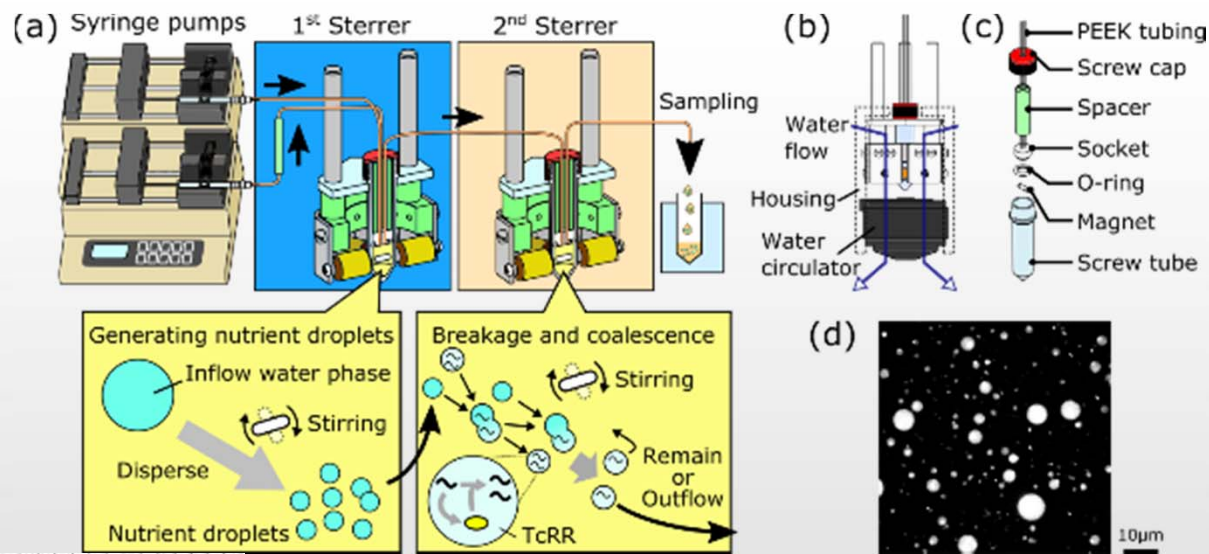 (a)
Syringe pumps
1st Sterrer
2nd Sterrer
Sampling
Generating nutrient droplets
Inflow water phase
Stirring
Disperse
Nutrient droplets
Breakage and coalescence
Stirring
Remain
or
Outflow
TcRR
(b)
Water
flow
Housing
Water
circulator
(c)
PEEK tubing
Screw cap
Spacer
Socket
O-ring
Magnet
Screw tube
(d)
10μm